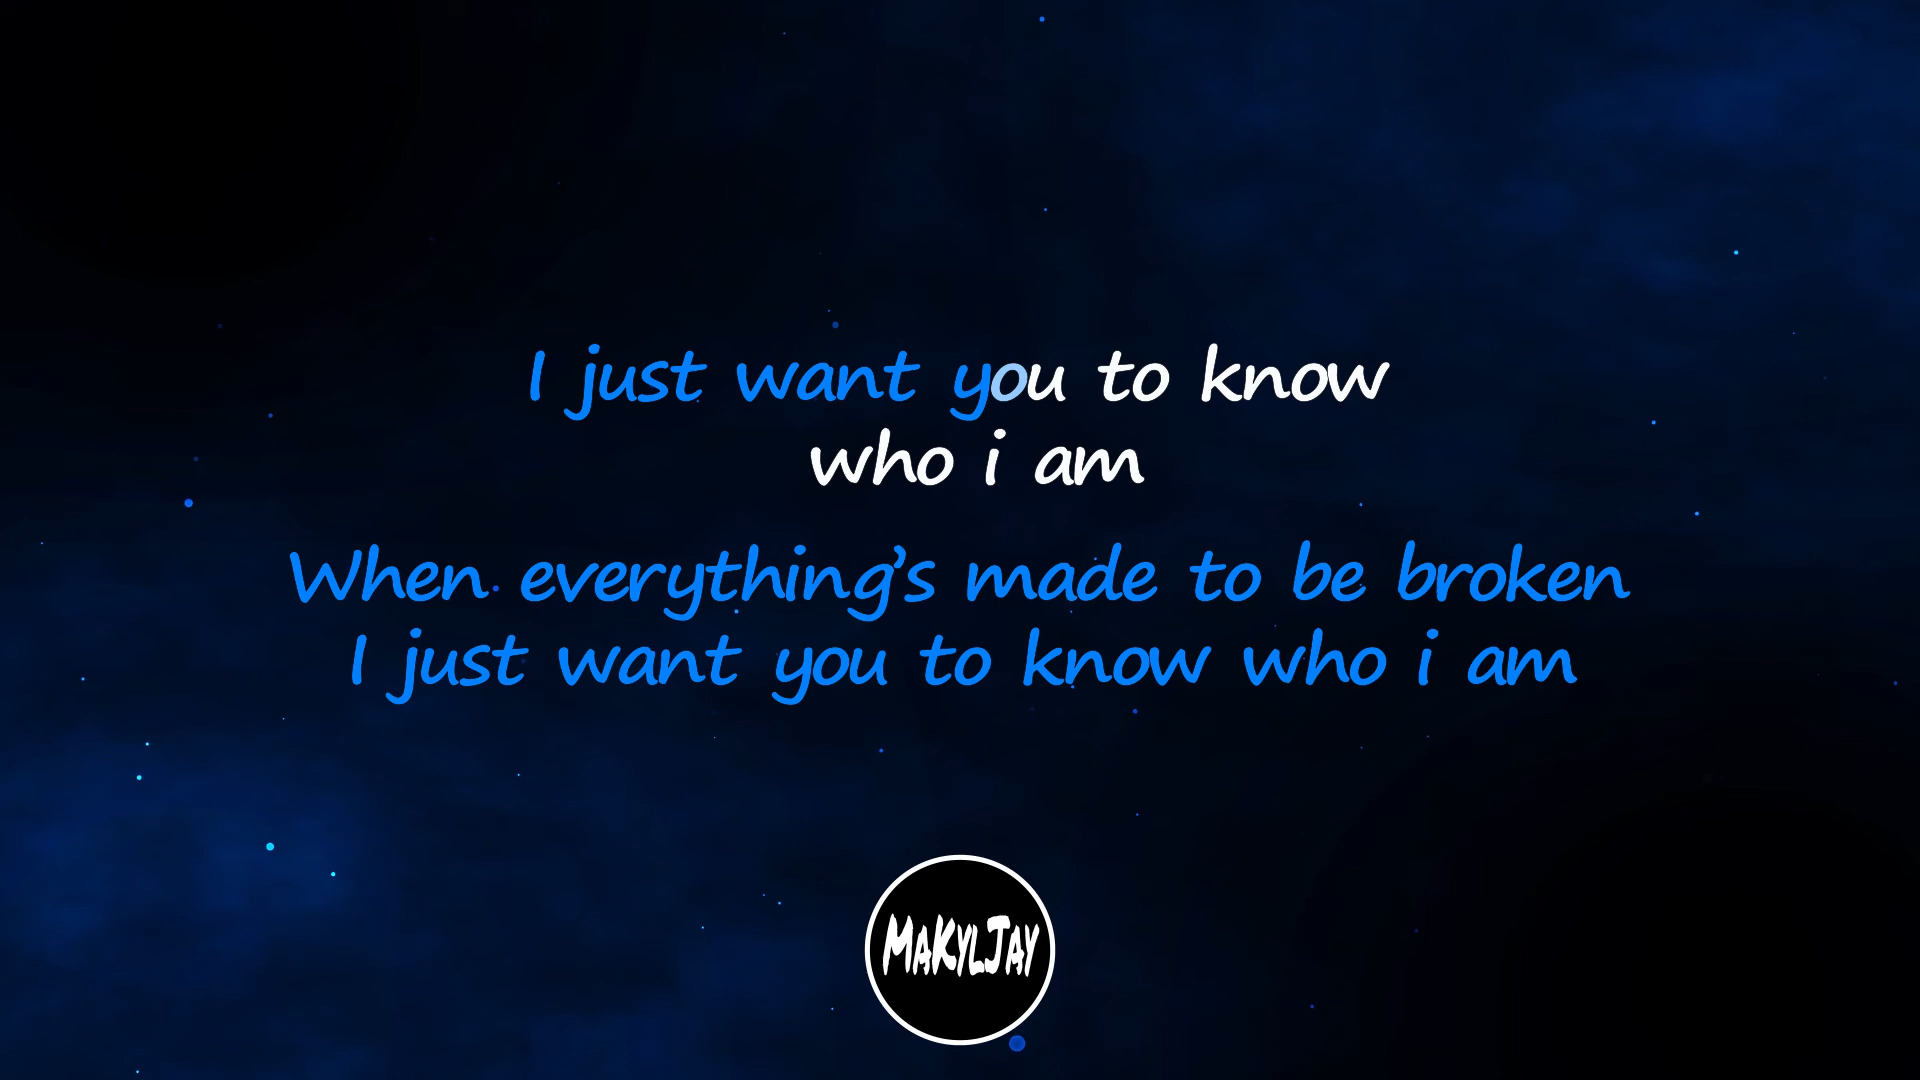 I just want you to know
who i am
When everything’s made to be broken
I just want you to know who i am
MAKYLJAY